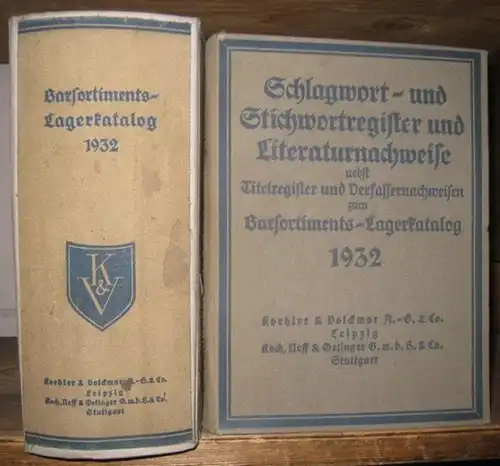 Barsortiments-
Lagerkatalog
1932
K
&
V
Koehler & Volckmar A.-G. & Co.
Leipzig
Koch, Neff & Oetinger G.m.b.H. & Co.
Stuttgart
Schlagwort- und
Stichwortregister und
Literaturnachweise
nebst
Titelregister und Verfassernachweisen
zum
Barsortiments-Lagerkatalog
1932
Koehler & Volckmar A.-G. & Co.
Leipzig
Koch, Neff & Oetinger G.m.b.H. & Co.
Stuttgart